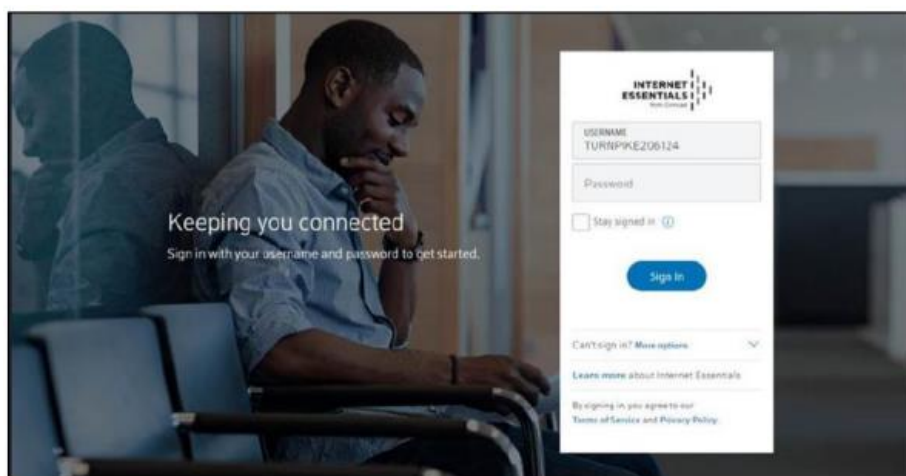 Keeping you connected
Sign in with your username and password to get started.
INTERNET
ESSENTIALS
from Comcast
USERNAME
TURNPIKE206124
Password
Stay signed in
Sign In
Can't sign in? More options
Learn more about Internet Essentials
By signing in, you agree to our
Terms of Service and Privacy Policy.